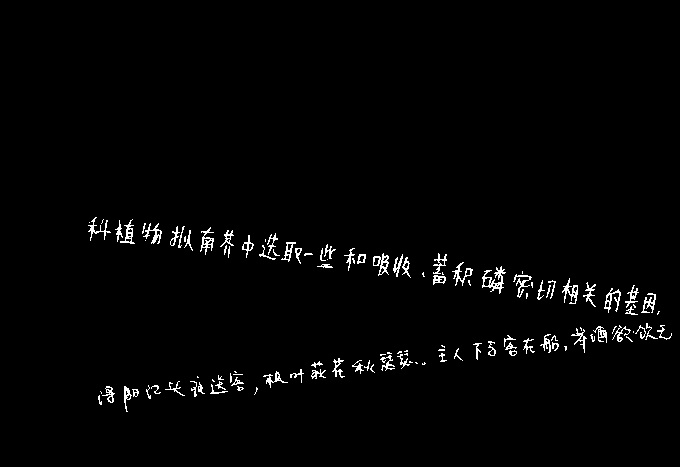 科植物拟南芥中选取一些和吸收、蓄积磷密切相关的基因,
浔阳江头夜送客,枫叶荻花秋瑟瑟。主人下马客在船,举酒欲饮无